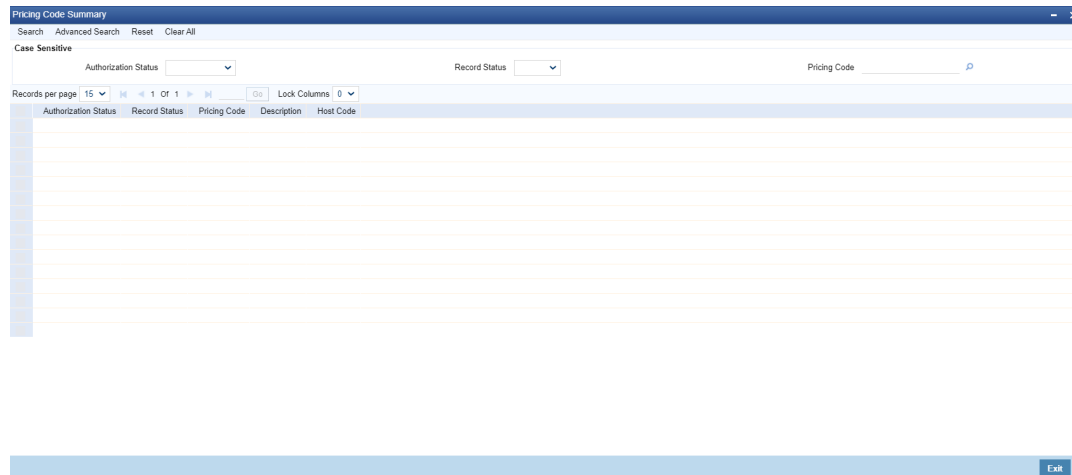 Pricing Code Summary
Search Advanced Search Reset Clear All
Case Sensitive
Authorization Status Record Status Pricing Code
Records per page 15 1 Of 1 Go Lock Columns 0
Authorization Status Record Status Pricing Code Description Host Code
Exit